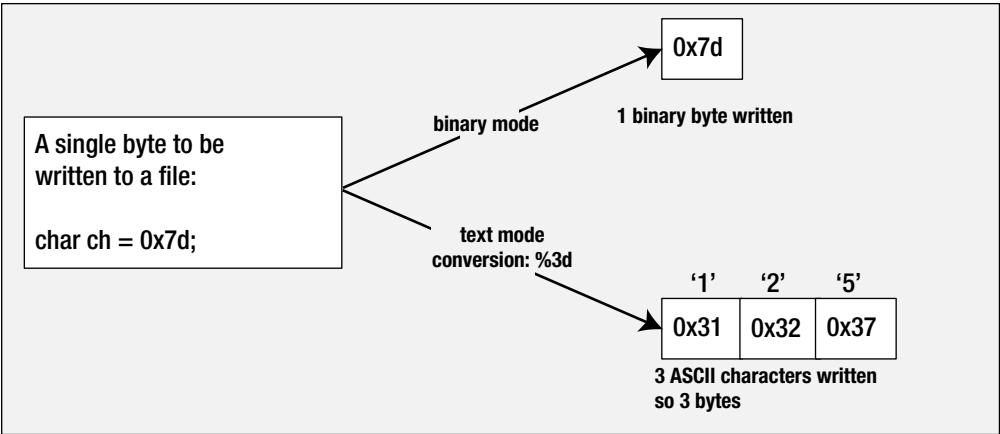 A single byte to be
written to a file:
char ch = 0x7d;
binary mode
0x7d
1 binary byte written
text mode
conversion: %3d
‘1’ ‘2’ ‘5’
0x31 0x32 0x37
3 ASCII characters written
so 3 bytes